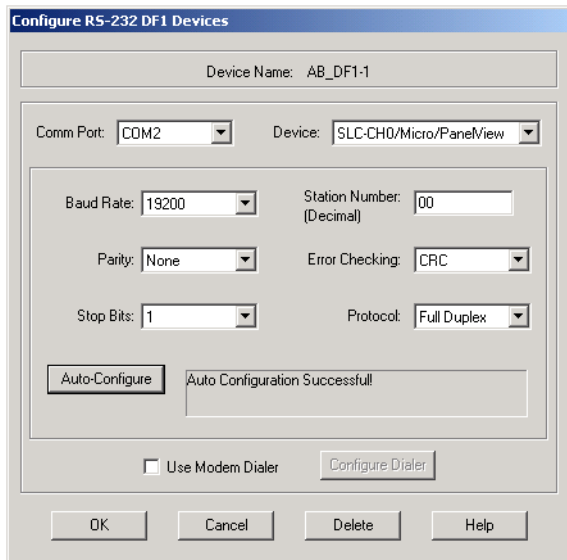 Configure RS-232 DF1 Devices
Device Name: AB_DF1-1
Comm Port: COM2 Device: SLC-CH0/Micro/PanelView
Baud Rate: 19200 Station Number: 00
(Decimal)
Parity: None Error Checking: CRC
Stop Bits: 1 Protocol: Full Duplex
Auto-Configure Auto Configuration Successful!
Use Modem Dialer Configure Dialer
OK Cancel Delete Help